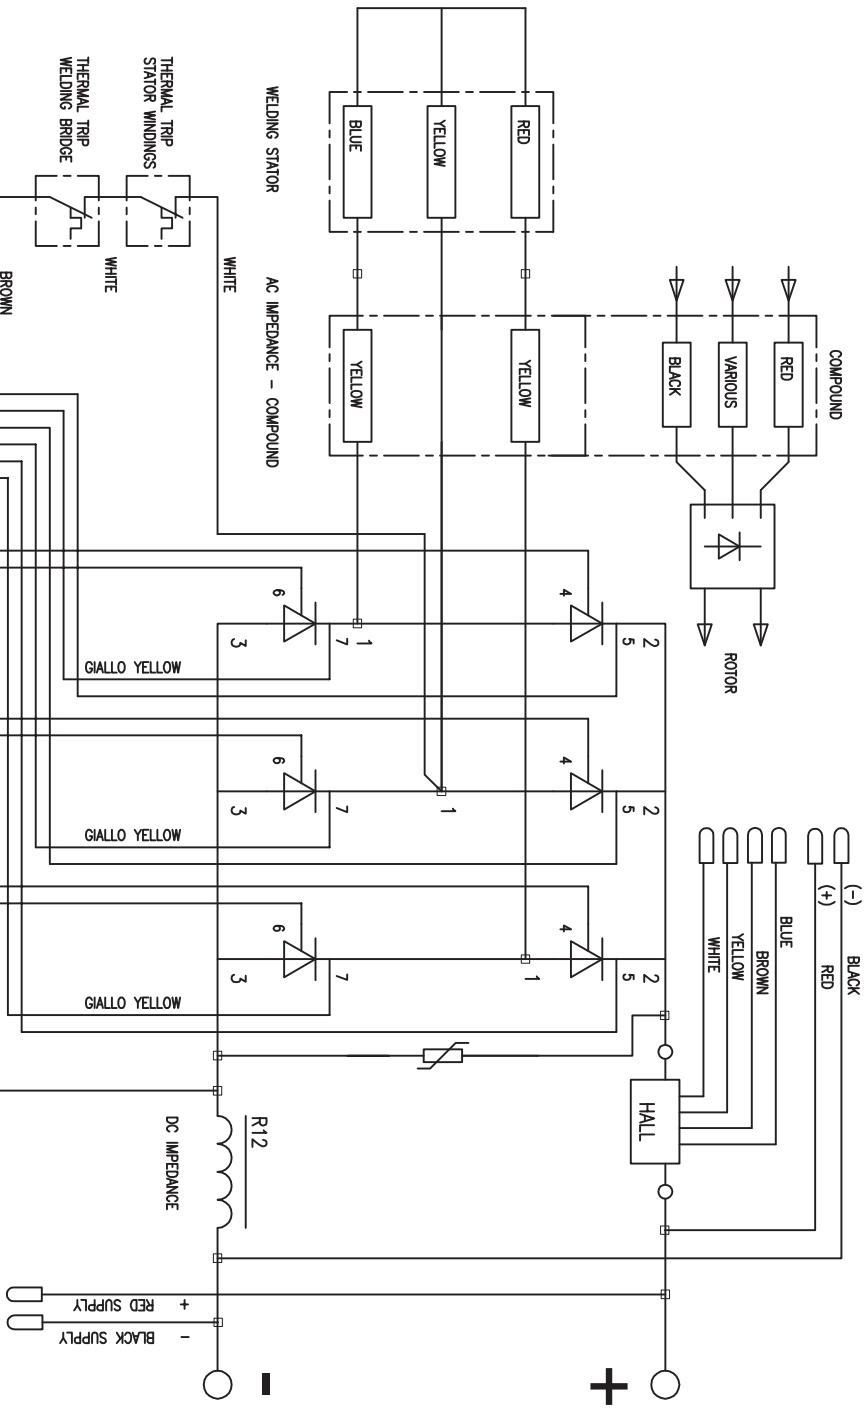 COMPOUND
RED
VARIOUS
BLACK
ROTOR
RED
YELLOW
BLUE
WELDING STATOR
YELLOW
YELLOW
AC IMPEDANCE - COMPOUND
THERMAL TRIP
STATOR WINDINGS
THERMAL TRIP
WELDING BRIDGE
WHITE
WHITE
BROWN
4
5
2
6
7
1
3
GIALLO YELLOW
4
5
2
6
7
1
3
GIALLO YELLOW
4
5
2
6
7
1
3
GIALLO YELLOW
(-)
BLACK
(+)
RED
BLUE
BROWN
YELLOW
WHITE
HALL
R12
DC IMPEDANCE
+ RED SUPPLY
- BLACK SUPPLY
-
+